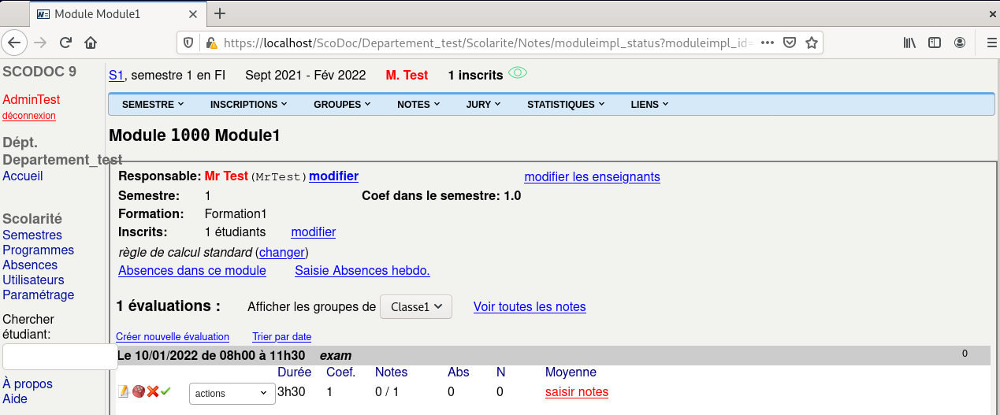 Module Module1
https://localhost/ScoDoc/Departement_test/Scolarite/Notes/moduleimpl_status?moduleimpl_id=
SCODOC 9
AdminTest
déconnexion
Dépt.
Departement_test
Accueil
Scolarité
Semestres
Programmes
Absences
Utilisateurs
Paramétrage
Chercher
étudiant:
À propos
Aide
S1, semestre 1 en FI Sept 2021 - Fév 2022 M. Test 1 inscrits
SEMESTRE INSCRIPTIONS GROUPES NOTES JURY STATISTIQUES LIENS
Module 1000 Module1
Responsable: Mr Test (MrTest) modifier modifier les enseignants
Semestre: 1 Coef dans le semestre: 1.0
Formation: Formation1
Inscrits: 1 étudiants modifier
règle de calcul standard (changer)
Absences dans ce module Saisie Absences hebdo.
1 évaluations : Afficher les groupes de Classe1 Voir toutes les notes
Créer nouvelle évaluation Trier par date
Le 10/01/2022 de 08h00 à 11h30 exam 0
Durée Coef. Notes Abs N Moyenne
actions 3h30 1 0 / 1 0 0 saisir notes